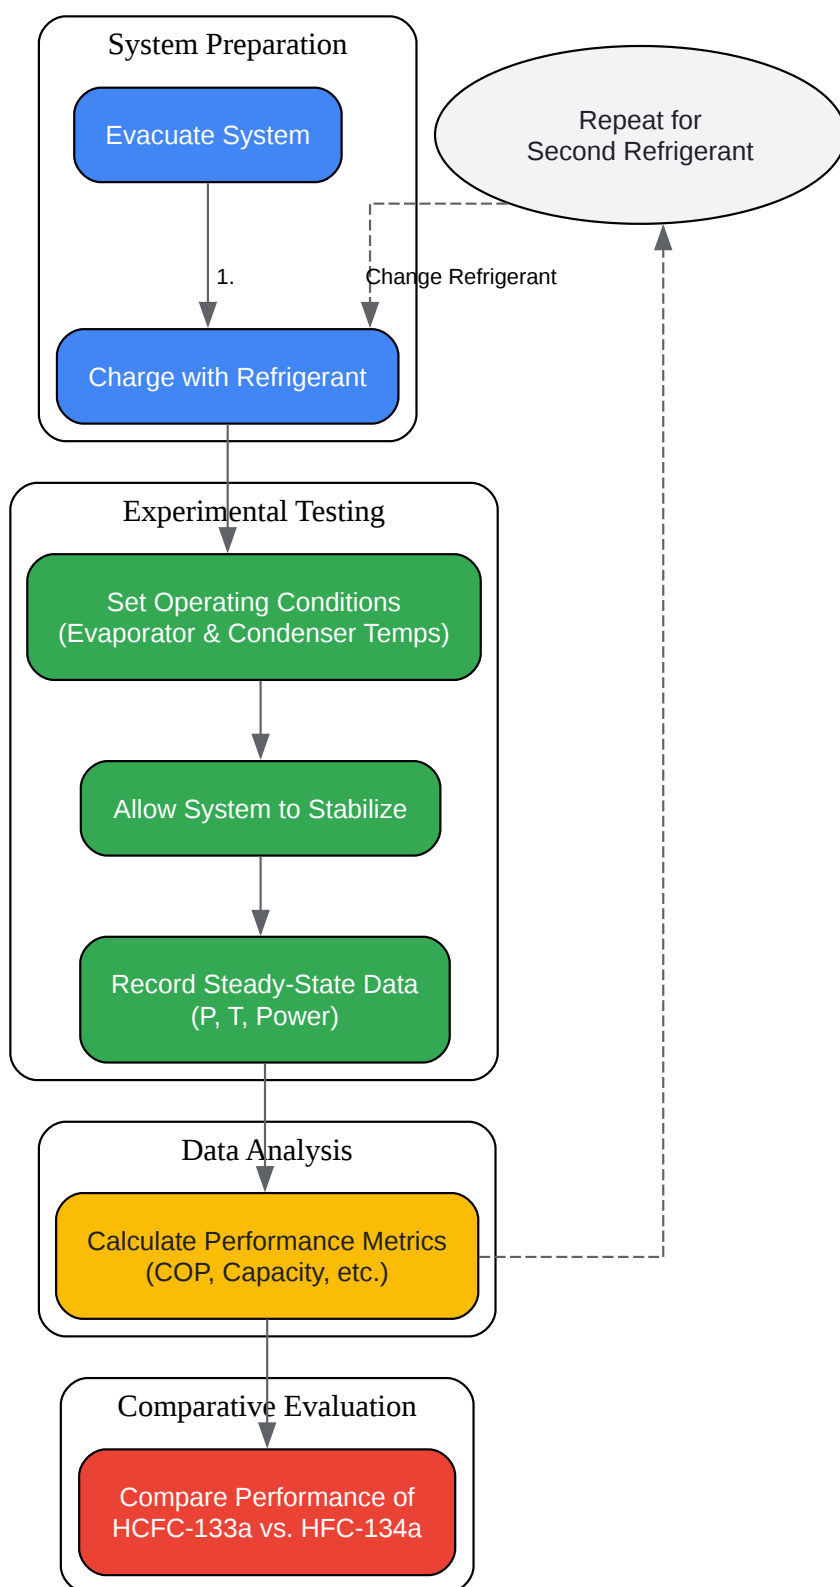 System Preparation
Evacuate System
Repeat for
Second Refrigerant
1.
Change Refrigerant
Charge with Refrigerant
Experimental Testing
Set Operating Conditions
(Evaporator & Condenser Temps)
Allow System to Stabilize
Record Steady-State Data
(P, T, Power)
Data Analysis
Calculate Performance Metrics
(COP, Capacity, etc.)
Comparative Evaluation
Compare Performance of
HCFC-133a vs. HFC-134a